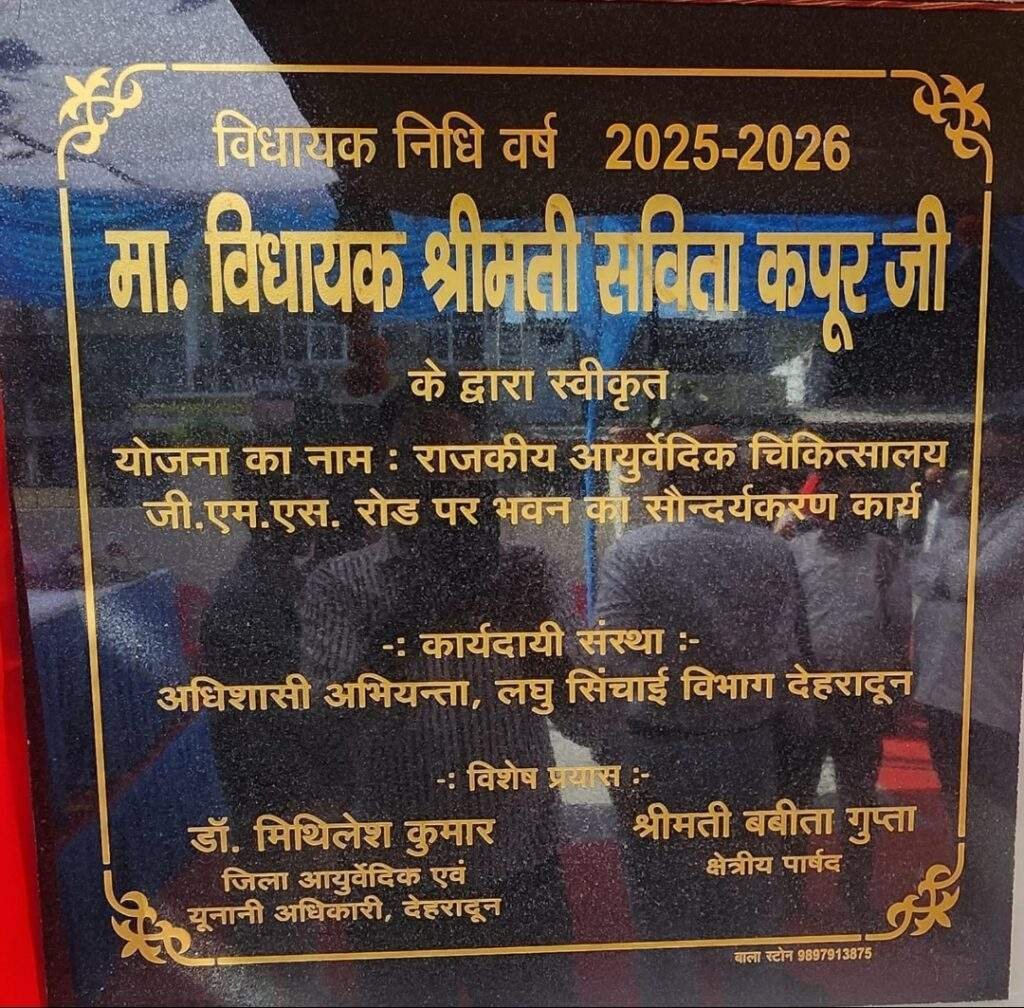 विधायक निधि वर्ष 2025-2026
मा. विधायक श्रीमती सविता कपूर जी
के द्वारा स्वीकृत
योजना का नाम : राजकीय आयुर्वेदिक चिकित्सालय
जी.एम.एस. रोड पर भवन का सौन्दर्यकरण कार्य
-: कार्यदायी संस्था :-
अधिशासी अभियन्ता, लघु सिंचाई विभाग देहरादून
-: विशेष प्रयास :-
डॉ. मिथिलेश कुमार
जिला आयुर्वेदिक एवं
यूनानी अधिकारी, देहरादून
श्रीमती बबीता गुप्ता
क्षेत्रीय पार्षद
बाला स्टोन 9897913875